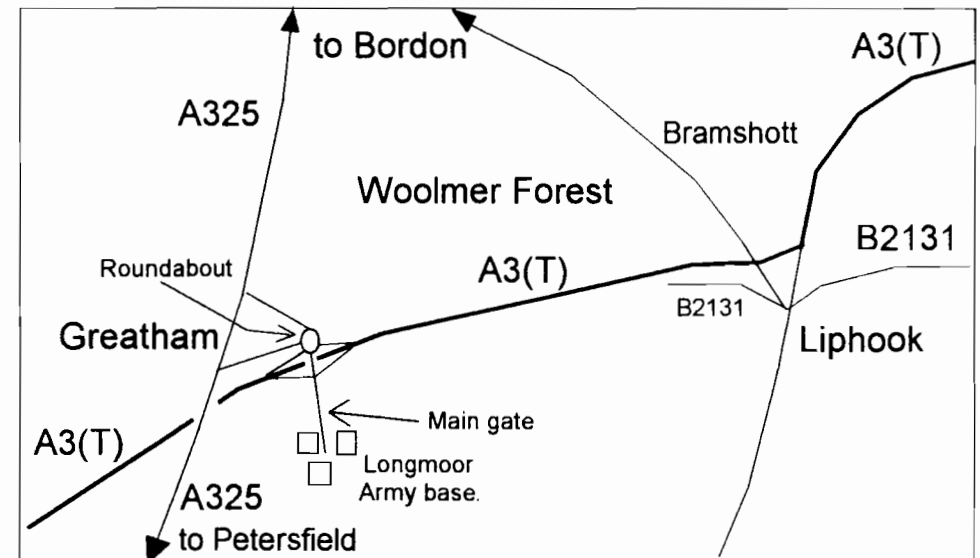 to Bordon
A3(T)
A325
Bramshott
Woolmer Forest
B2131
Roundabout
A3(T)
B2131
Greatham
Liphook
Main gate
A3(T)
Longmoor
Army base.
A325
to Petersfield